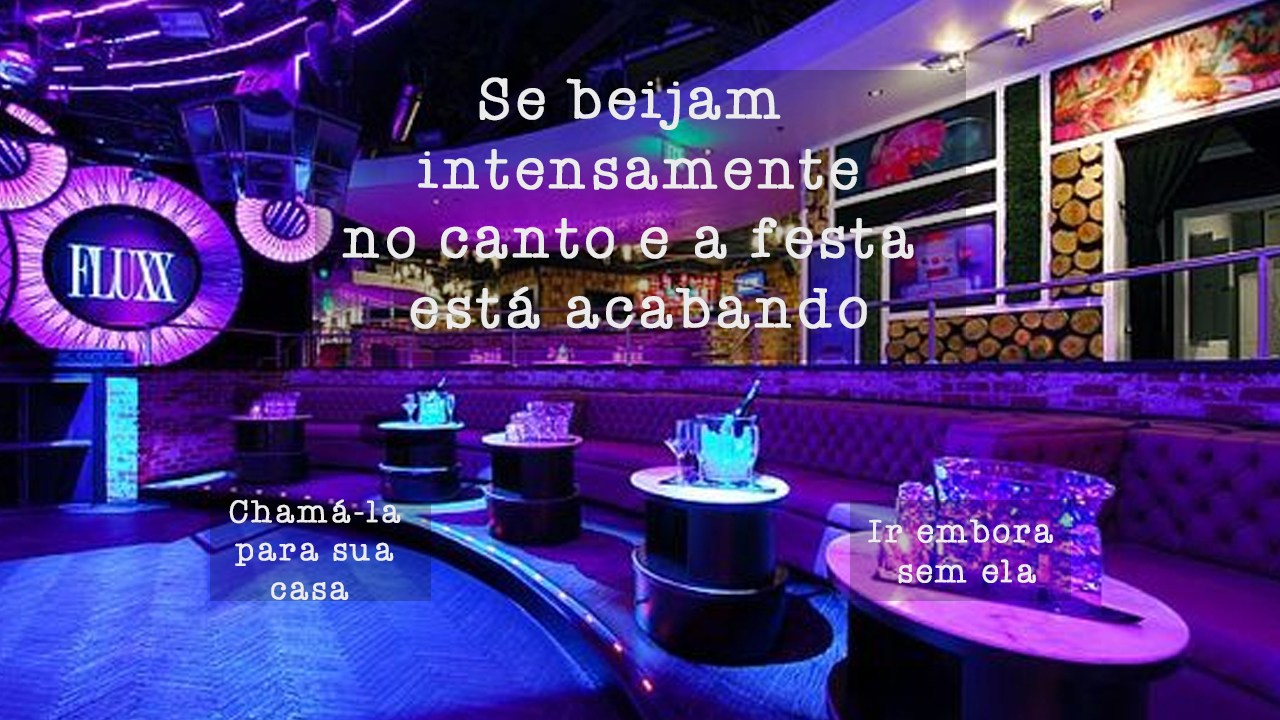 Se beijam
intensamente
no canto e a festa
está acabando
FLUXX
Chamá-la
para sua
casa
Ir embora
sem ela